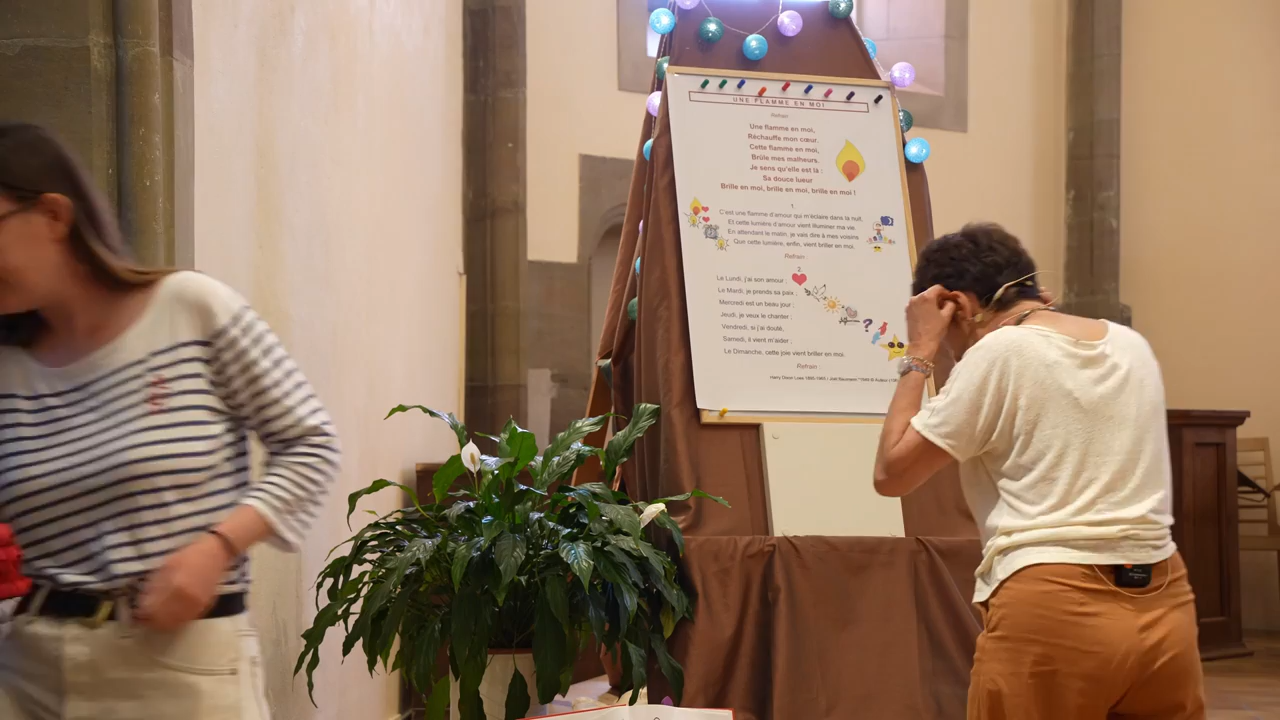 UNE FLAMME EN MOI
Refrain
Une flamme en moi,
Réchauffe mon cœur.
Cette flamme en moi,
Brûle mes malheurs.
Je sens qu'elle est là :
Sa douce lueur
Brille en moi, brille en moi, brille en moi !
1.
C'est une flamme d'amour qui m'éclaire dans la nuit,
Et cette lumière d'amour vient illuminer ma vie.
En attendant le matin, je vais dire à mes voisins
Que cette lumière, enfin, vient briller en moi.
Refrain :
2.
Le Lundi, j'ai son amour ;
Le Mardi, je prends sa paix ;
Mercredi est un beau jour ;
Jeudi, je veux le chanter ;
Vendredi, si j'ai douté,
Samedi, il vient m'aider ;
Le Dimanche, cette joie vient briller en moi.
Refrain :
Harry Dixon Loes